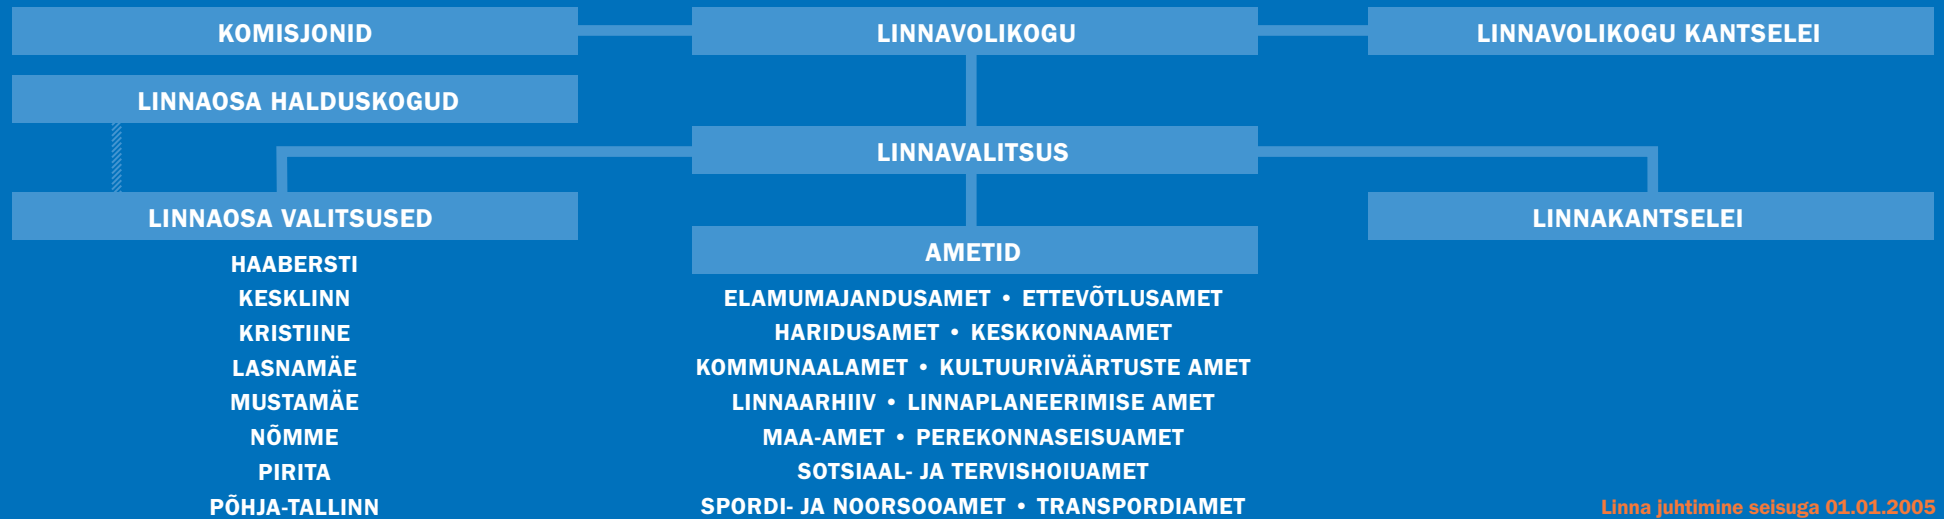 KOMISJONID
LINNAVOLIKOGU
LINNAVOLIKOGU KANTSELEI
LINNAOSA HALDUSKOGUD
LINNAVALITSUS
LINNAOSA VALITSUSED
HAABERSTI
KESKLINN
KRISTIINE
LASNAMÄE
MUSTAMÄE
NÕMME
PIRITA
PÕHJA-TALLINN
AMETID
ELAMUMAJANDUSAMET • ETTEVÕTLUSAMET
HARIDUSAMET • KESKKONNAAMET
KOMMUNAALAMET • KULTUURIVÄÄRTUSTE AMET
LINNAARHIIV • LINNAPLANEERIMISE AMET
MAA-AMET • PEREKONNASEISUAMET
SOTSIAAL- JA TERVISHOIUAMET
SPORDI- JA NOORSOOAMET • TRANSPORDIAMET
LINNAKANTSELEI
Linna juhtimine seisuga 01.01.2005